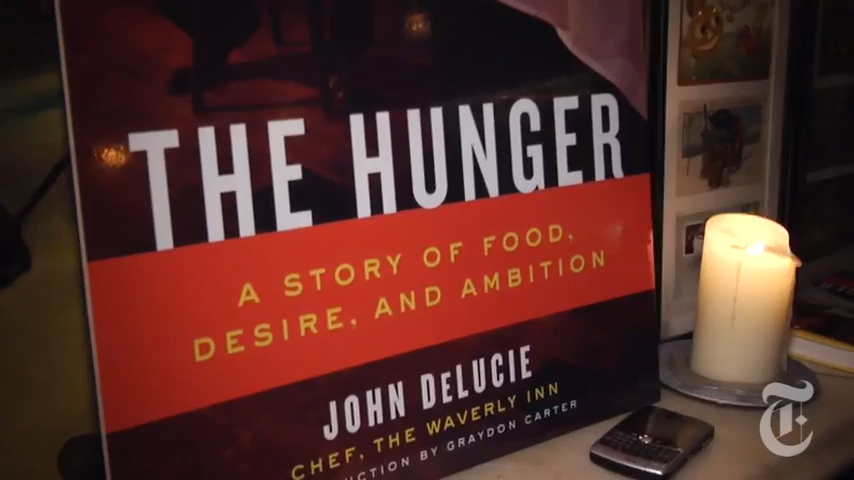 THE HUNGER
A STORY OF FOOD,
DESIRE, AND AMBITION
JOHN DELUCIE
CHEF, THE WAVERLY INN
BY GRAYDON CARTER
T